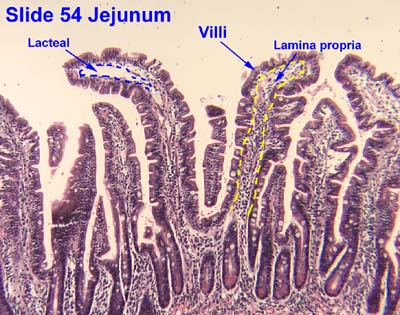 Slide 54 Jejunum
Villi
Lacteal
Lamina propria